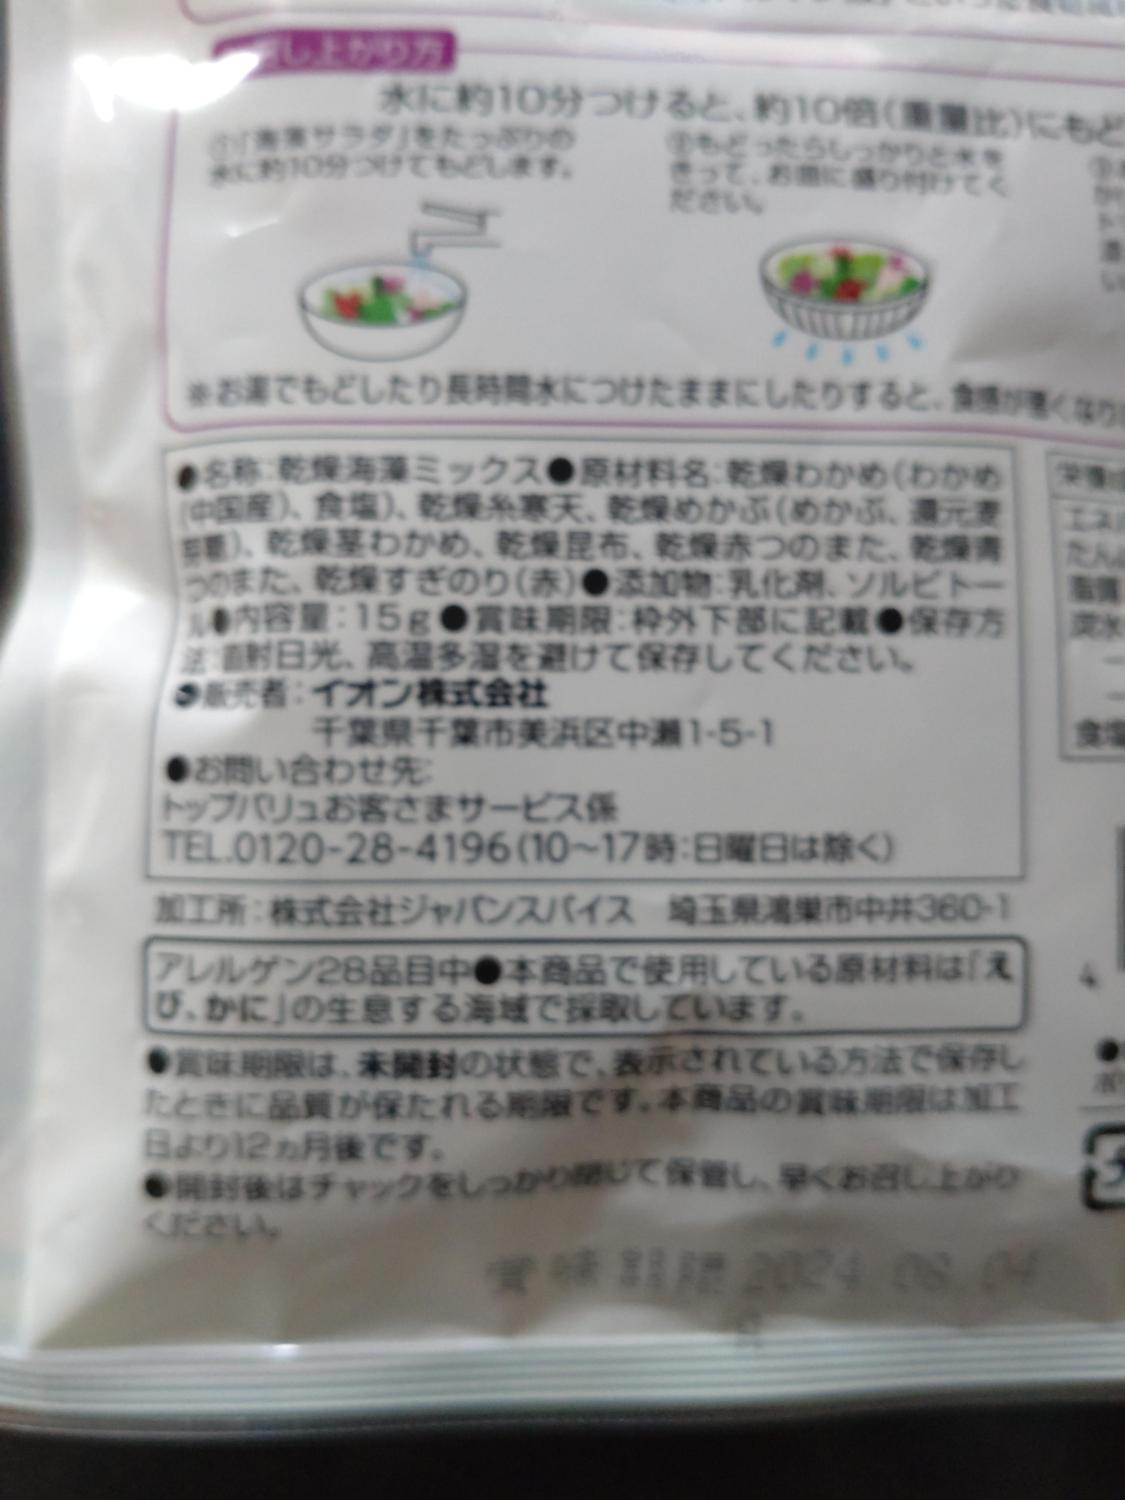 し上がり方
水に約10分つけると、約10倍(重量比)にもど
①「海藻サラダ」をたっぷりの
水に約10分つけてもどします。
②もどったらしっかりと水を
きって、お皿に盛り付けてく
ださい。
※お湯でもどしたり長時間水につけたままにしたりすると、食感が悪くなり
●名称:乾燥海藻ミックス●原材料名:乾燥わかめ(わかめ
(中国産)、食塩)、乾燥糸寒天、乾燥めかぶ(めかぶ、還元麦
芽糖)、乾燥茎わかめ、乾燥昆布、乾燥赤つのまた、乾燥青
つのまた、乾燥すぎのり(赤)●添加物:乳化剤、ソルビトー
ル●内容量:15g●賞味期限:枠外下部に記載●保存方
法:直射日光、高温多湿を避けて保存してください。
●販売者:イオン株式会社
千葉県千葉市美浜区中瀬1-5-1
●お問い合わせ先:
トップバリュお客さまサービス係
TEL.0120-28-4196(10〜17時:日曜日は除く)
加工所:株式会社ジャパンスパイス 埼玉県鴻巣市中井360-1
アレルゲン28品目中●本商品で使用している原材料は「え
び、かに」の生息する海域で採取しています。
●賞味期限は、未開封の状態で、表示されている方法で保存し
たときに品質が保たれる期限です。本商品の賞味期限は加工
日より12ヵ月後です。
●開封後はチャックをしっかり閉じて保管し、早くお召し上がり
ください。
賞味期限 2024.08.04
エネ
たん
脂質
炭水
食塩
4